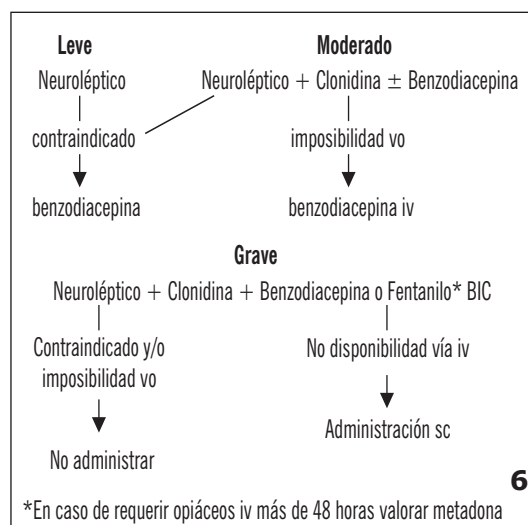 Leve
Moderado
Neuroléptico
Neuroléptico + Clonidina ± Benzodiacepina
contraindicado
imposibilidad vo
benzodiacepina
benzodiacepina iv
Grave
Neuroléptico + Clonidina + Benzodiacepina o Fentanilo* BIC
Contraindicado y/o
imposibilidad vo
No disponibilidad vía iv
No administrar
Administración sc
6
*En caso de requerir opiáceos iv más de 48 horas valorar metadona